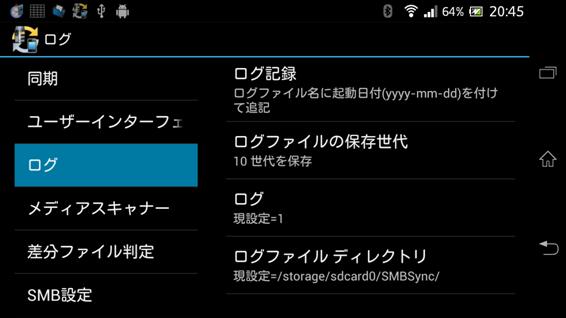 64% 20:45
ログ
同期
ユーザーインターフェ
ログ
メディアスキャナー
差分ファイル判定
SMB設定
ログ記録
ログファイル名に起動日付(yyyy-mm-dd)を付け
て追記
ログファイルの保存世代
10 世代を保存
ログ
現設定=1
ログファイル ディレクトリ
現設定=/storage/sdcard0/SMBSync/